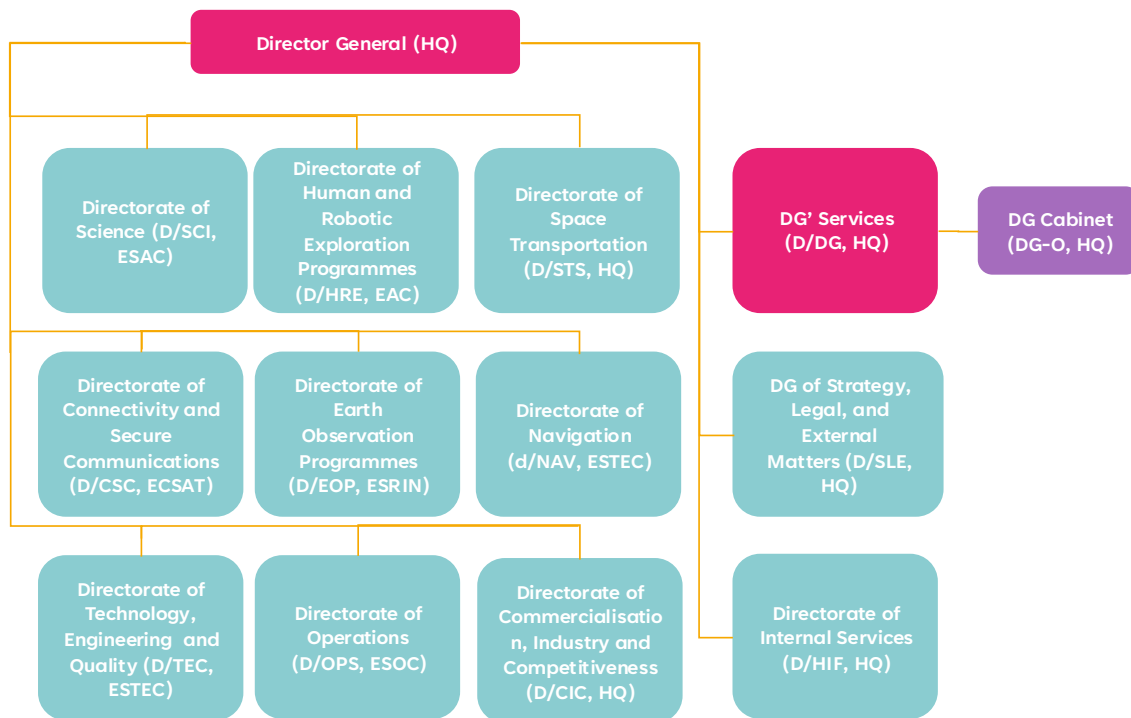 Director General (HQ)
Directorate of
Science (D/SCI,
ESAC)
Directorate of
Human and
Robotic
Exploration
Programmes
(D/HRE, EAC)
Directorate of
Space
Transportation
(D/STS, HQ)
DG’ Services
(D/DG, HQ)
DG Cabinet
(DG-O, HQ)
Directorate of
Connectivity and
Secure
Communications
(D/CSC, ECSAT)
Directorate of
Earth
Observation
Programmes
(D/EOP, ESRIN)
Directorate of
Navigation
(d/NAV, ESTEC)
DG of Strategy,
Legal, and
External
Matters (D/SLE,
HQ)
Directorate of
Technology,
Engineering and
Quality (D/TEC,
ESTEC)
Directorate of
Operations
(D/OPS, ESOC)
Directorate of
Commercialisatio
n, Industry and
Competitiveness
(D/CIC, HQ)
Directorate of
Internal Services
(D/HIF, HQ)